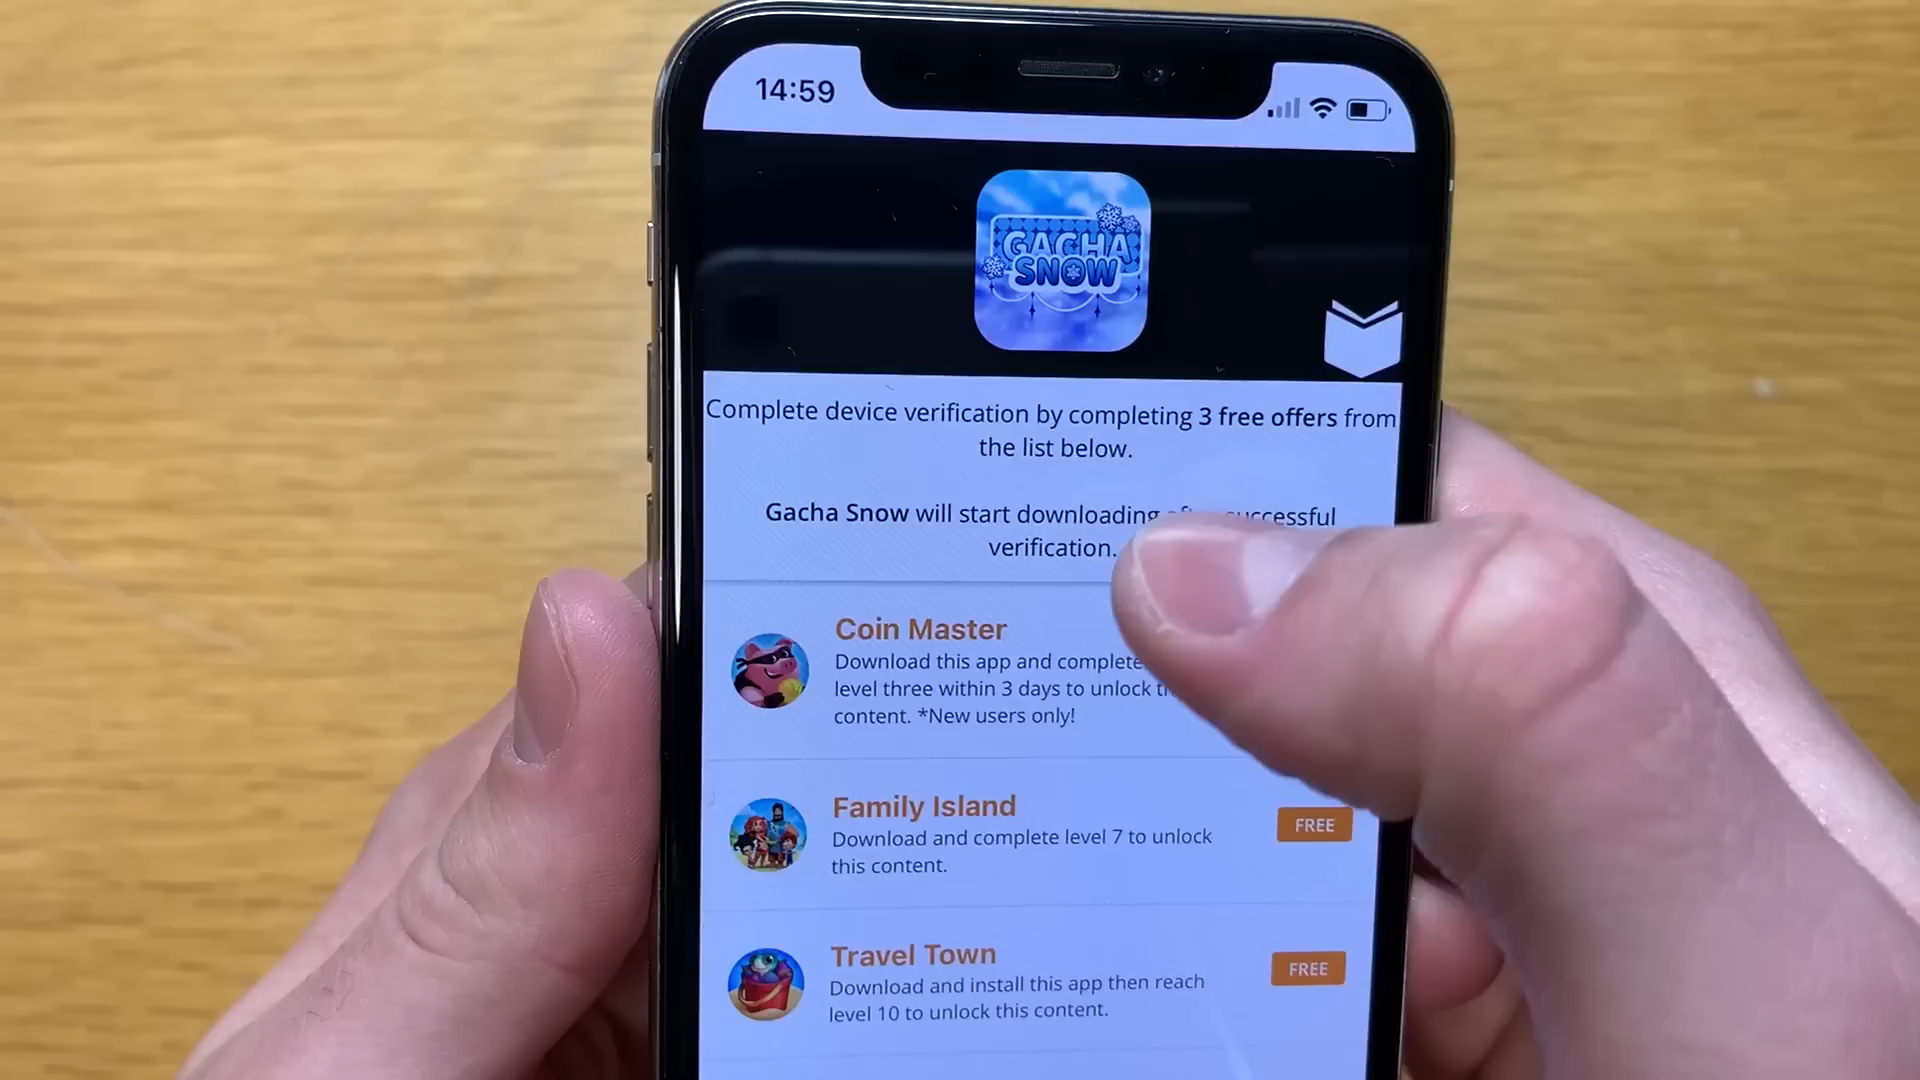 14:59
GACHA
SNOW
Complete device verification by completing 3 free offers from
the list below.
Gacha Snow will start downloading successful
verification.
Coin Master
Download this app and complete
level three within 3 days to unlock
content. *New users only!
Family Island
Download and complete level 7 to unlock
this content.
FREE
Travel Town
Download and install this app then reach
level 10 to unlock this content.
FREE